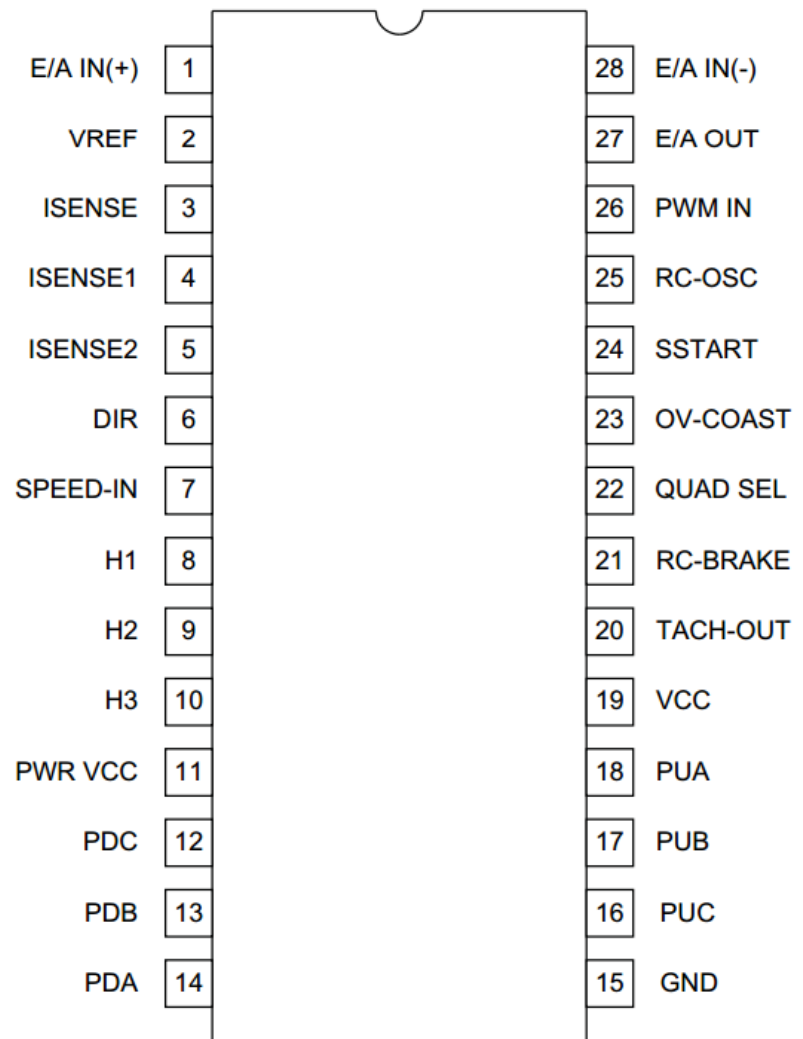 E/A IN(+) 1 28 E/A IN(-)
VREF 2 27 E/A OUT
ISENSE 3 26 PWM IN
ISENSE1 4 25 RC-OSC
ISENSE2 5 24 SSTART
DIR 6 23 OV-COAST
SPEED-IN 7 22 QUAD SEL
H1 8 21 RC-BRAKE
H2 9 20 TACH-OUT
H3 10 19 VCC
PWR VCC 11 18 PUA
PDC 12 17 PUB
PDB 13 16 PUC
PDA 14 15 GND